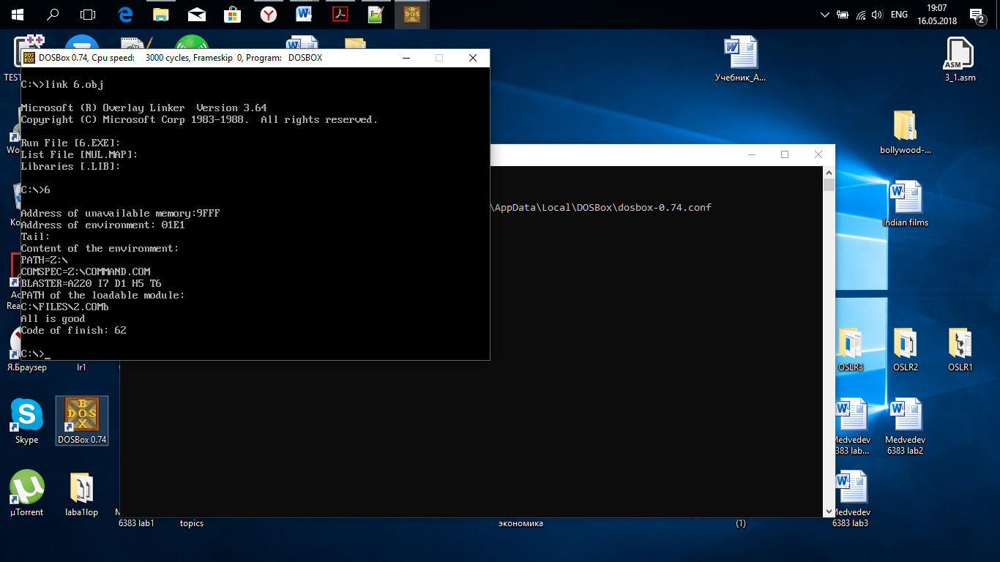 ENG
19:07
16.05.2018
2
DOSBox 0.74, Cpu speed: 3000 cycles, Frameskip 0, Program: DOSBOX
C:\>link 6.obj
Microsoft (R) Overlay Linker Version 3.64
Copyright (C) Microsoft Corp 1983-1988. All rights reserved.
Run File [6.EXE]:
List File [NUL.MAP]:
Libraries [.LIB]:
C:\>6
Address of unavailable memory:9FFF
Address of environment: 01E1
Tail:
Content of the environment:
PATH=Z:\
COMSPEC=Z:\COMMAND.COM
BLASTER=A220 I7 D1 H5 T6
PATH of the loadable module:
C:\FILES\2.COMb
All is good
Code of finish: 62
C:\>_
\AppData\Local\DOSBox\dosbox-0.74.conf
TEST
Wo
Ko
Ac
Rea
Я.Браузер
lr1
Skype
DOSBox 0.74
µTorrent
laba1lop
M
6383 lab1
topics
экономика
(1)
Учебник_А...
ASM
3_1.asm
bollywood-...
Indian films
OSLR3
OSLR2
OSLR1
Medvedev
6383 lab...
Medvedev
6383 lab2
Medvedev
6383 lab3